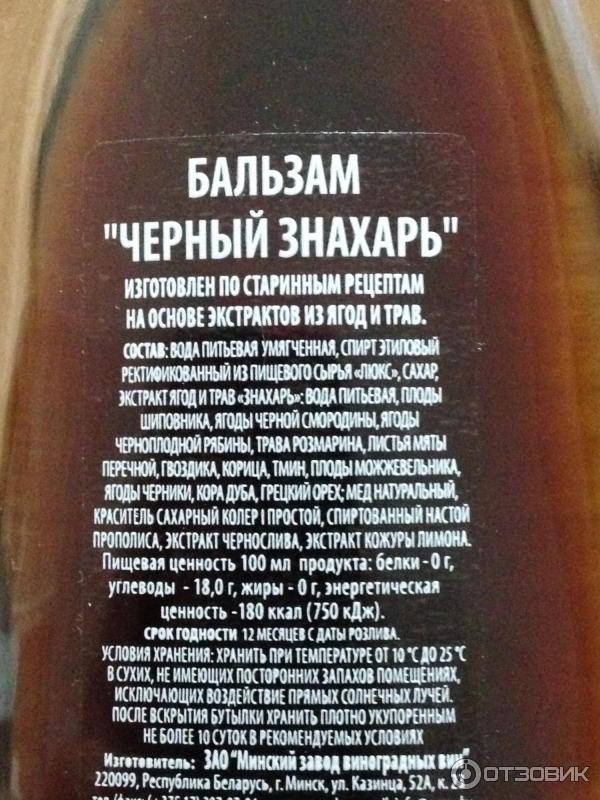 БАЛЬЗАМ
"ЧЕРНЫЙ ЗНАХАРЬ"
ИЗГОТОВЛЕН ПО СТАРИННЫМ РЕЦЕПТАМ
НА ОСНОВЕ ЭКСТРАКТОВ ИЗ ЯГОД И ТРАВ.
СОСТАВ: ВОДА ПИТЬЕВАЯ УМЯГЧЕННАЯ, СПИРТ ЭТИЛОВЫЙ
РЕКТИФИКОВАННЫЙ ИЗ ПИЩЕВОГО СЫРЬЯ «ЛЮКС», САХАР,
ЭКСТРАКТ ЯГОД И ТРАВ «ЗНАХАРЬ»: ВОДА ПИТЬЕВАЯ, ПЛОДЫ
ШИПОВНИКА, ЯГОДЫ ЧЕРНОЙ СМОРОДИНЫ, ЯГОДЫ
ЧЕРНОПЛОДНОЙ РЯБИНЫ, ТРАВА РОЗМАРИНА, ЛИСТЬЯ МЯТЫ
ПЕРЕЧНОЙ, ГВОЗДИКА, КОРИЦА, ТМИН, ПЛОДЫ МОЖЖЕВЕЛЬНИКА,
ЯГОДЫ ЧЕРНИКИ, КОРА ДУБА, ГРЕЦКИЙ ОРЕХ; МЕД НАТУРАЛЬНЫЙ,
КРАСИТЕЛЬ САХАРНЫЙ КОЛЕР I ПРОСТОЙ, СПИРТОВАННЫЙ НАСТОЙ
ПРОПОЛИСА, ЭКСТРАКТ ЧЕРНОСЛИВА, ЭКСТРАКТ КОЖУРЫ ЛИМОНА.
Пищевая ценность 100 мл продукта: белки - 0 г,
углеводы - 18,0 г, жиры - 0 г, энергетическая
ценность -180 ккал (750 кДж).
СРОК ГОДНОСТИ 12 МЕСЯЦЕВ С ДАТЫ РОЗЛИВА.
УСЛОВИЯ ХРАНЕНИЯ: ХРАНИТЬ ПРИ ТЕМПЕРАТУРЕ ОТ 10 °C ДО 25 °C
В СУХИХ, НЕ ИМЕЮЩИХ ПОСТОРОННИХ ЗАПАХОВ ПОМЕЩЕНИЯХ,
ИСКЛЮЧАЮЩИХ ВОЗДЕЙСТВИЕ ПРЯМЫХ СОЛНЕЧНЫХ ЛУЧЕЙ.
ПОСЛЕ ВСКРЫТИЯ БУТЫЛКИ ХРАНИТЬ ПЛОТНО УКУПОРЕННЫМ
НЕ БОЛЕЕ 10 СУТОК В РЕКОМЕНДУЕМЫХ УСЛОВИЯХ
Изготовитель: ЗАО "Минский завод виноградных вин"
220099, Республика Беларусь, г. Минск, ул. Казинца, 52А, к.
ОТЗОВИК